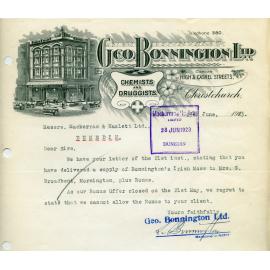 Telephone 550.
Geo. Bonnington Ltd
CHEMISTS
AND
DRUGGISTS.
HIGH & CASHEL STREETS,
Christchurch,
June, 1923.
28 JUN 1923
DUNEDIN
Messrs. Mackerras & Hazlett Ltd.,
DUNEDIN.
Dear Sirs,
We have your letter of the 21st inst., stating that you
have delivered a supply of Bonnington's Irish Moss to Mrs.
Broadbent, Mornington, plus Bonus.
As our Bonus Offer closed on the 31st May, we regret to
state that we cannot allow the Bonus to your client.
Yours faithfully,
Geo. Bonnington Ltd.